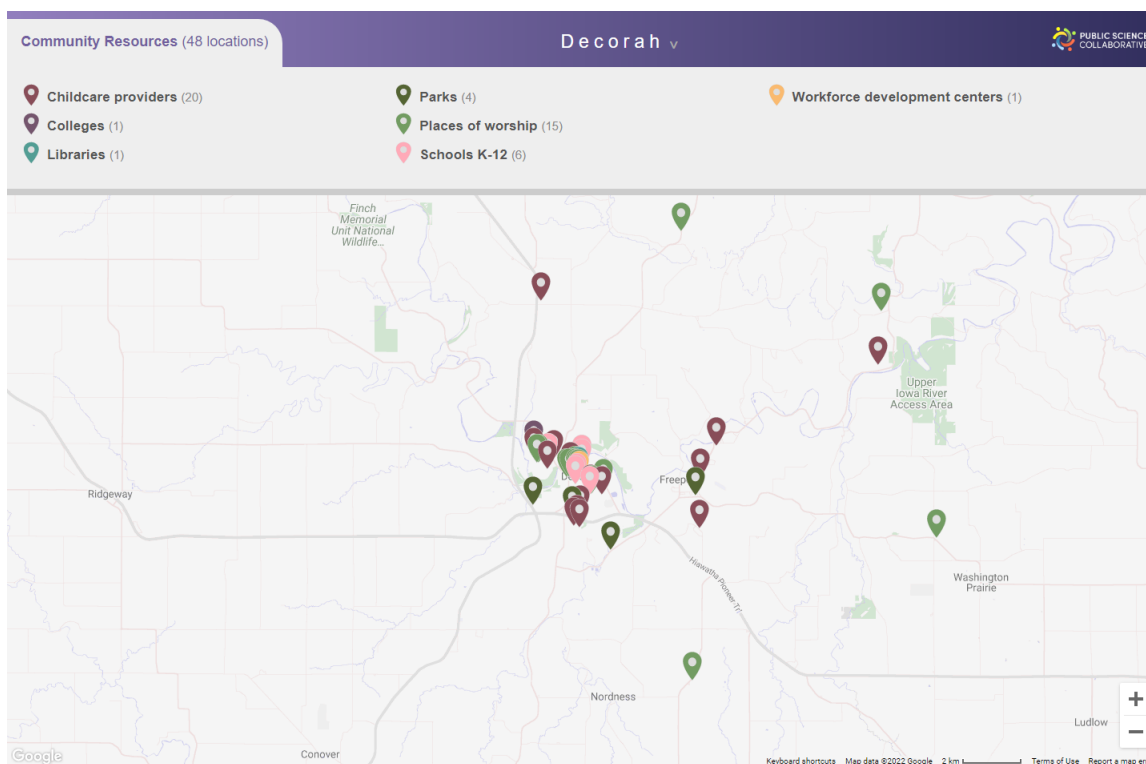 Community Resources (48 locations)
Decorah v
PUBLIC SCIENCE
COLLABORATIVE
Childcare providers (20)
Parks (4)
Workforce development centers (1)
Colleges (1)
Places of worship (15)
Libraries (1)
Schools K-12 (6)
Finch
Memorial
Unit National
Wildlife...
Upper
Iowa River
Access Area
Ridgeway
Freep
Washington
Prairie
Hiawatha Pioneer Trl
Nordness
Ludlow
Conover
Google
Keyboard shortcuts Map data ©2022 Google 2 km Terms of Use Report a map er